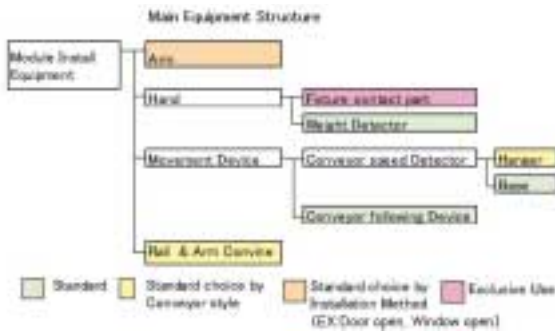 Main Equipment Structure
Module Install
Equipment
Arm
Hand
Fixture contact part
Weight Detector
Movement Device
Conveyor speed Detector
Hanger
Base
Conveyor following Device
Rail & Arm Convine
Standard
Standard choice by
Conveyor style
Standard choice by
Installation Method
(EX:Door open, Window open)
Exclusive Use